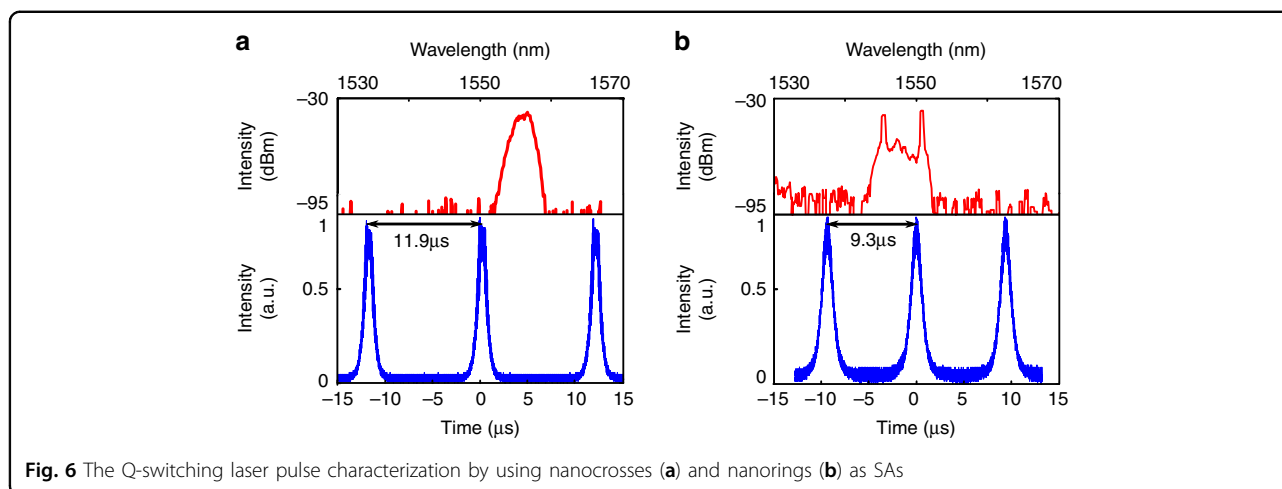 a
Wavelength (nm)
1530 1550 1570
−30
−95
Intensity (dBm)
11.9µs
1
0.5
0
Intensity (a.u.)
−15 −10 −5 0 5 10 15
Time (µs)
b
Wavelength (nm)
1530 1550 1570
−30
−95
Intensity (dBm)
9.3µs
1
0.5
0
Intensity (a.u.)
−15 −10 −5 0 5 10 15
Time (µs)
Fig. 6 The Q-switching laser pulse characterization by using nanocrosses (a) and nanorings (b) as SAs